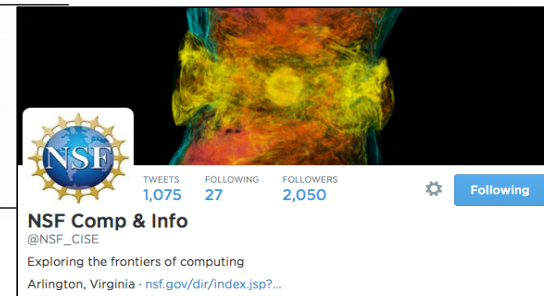 NSF
TWEETS FOLLOWING FOLLOWERS
1,075 27 2,050
Following
NSF Comp & Info
@NSF_CISE
Exploring the frontiers of computing
Arlington, Virginia · nsf.gov/dir/index.jsp?...